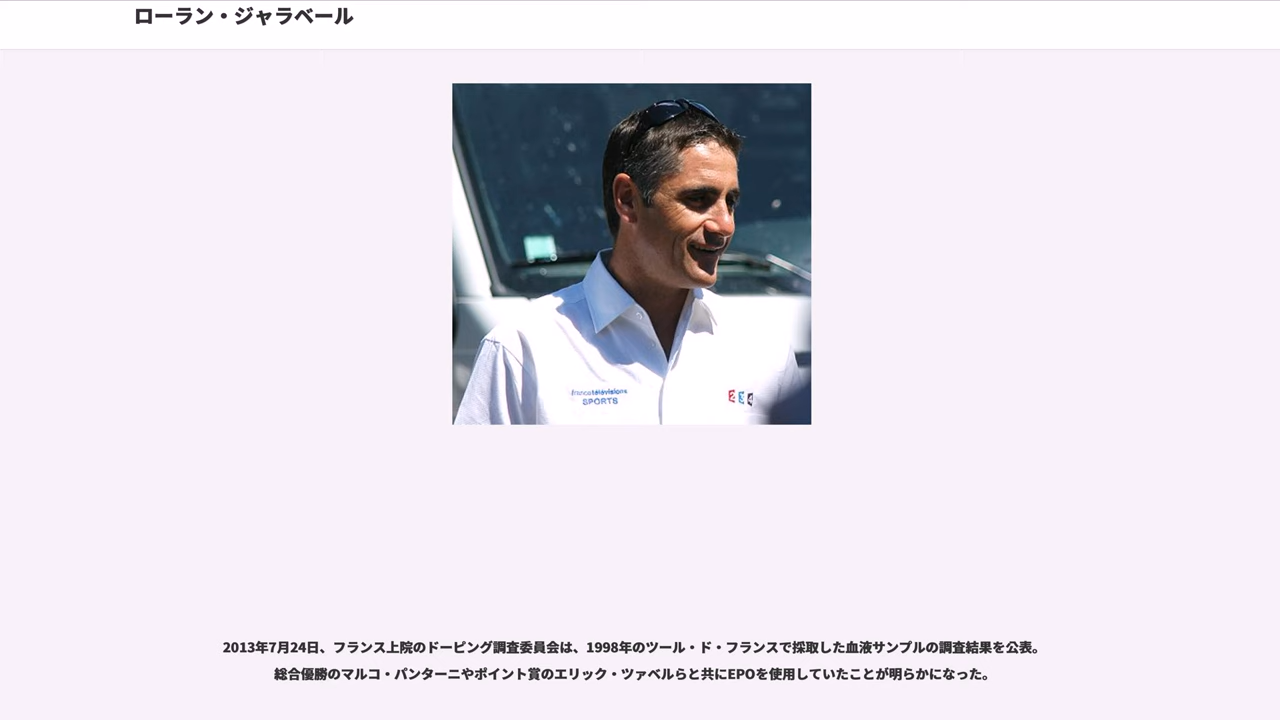 ローラン・ジャラベール
francetélévisions
SPORTS
2 3 4
2013年7月24日、フランス上院のドーピング調査委員会は、1998年のツール・ド・フランスで採取した血液サンプルの調査結果を公表。
総合優勝のマルコ・パンターニやポイント賞のエリック・ツァベルらと共にEPOを使用していたことが明らかになった。